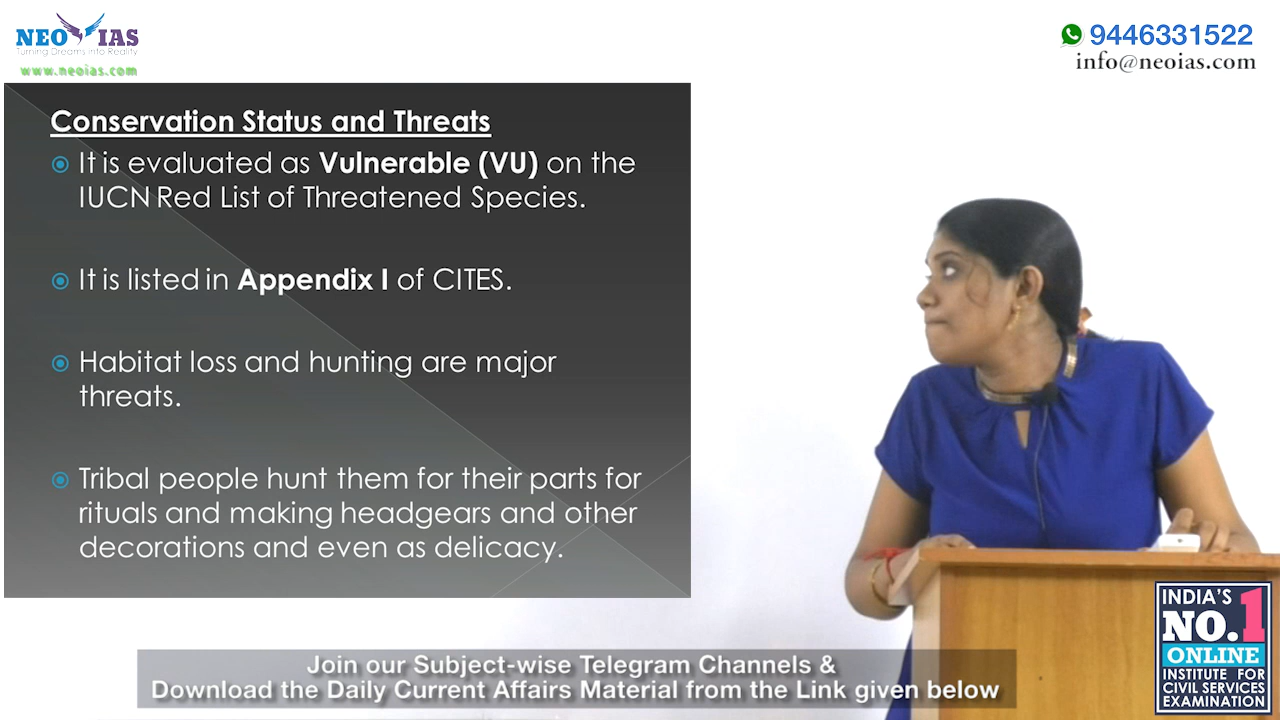 NEO IAS
Turning Dreams into Reality
www.neoias.com
9446331522
info@neoias.com
Conservation Status and Threats
It is evaluated as Vulnerable (VU) on the
IUCN Red List of Threatened Species.
It is listed in Appendix I of CITES.
Habitat loss and hunting are major
threats.
Tribal people hunt them for their parts for
rituals and making headgears and other
decorations and even as delicacy.
INDIA'S
NO.1
ONLINE
INSTITUTE FOR
CIVIL SERVICES
EXAMINATION
Join our Subject-wise Telegram Channels &
Download the Daily Current Affairs Material from the Link given below